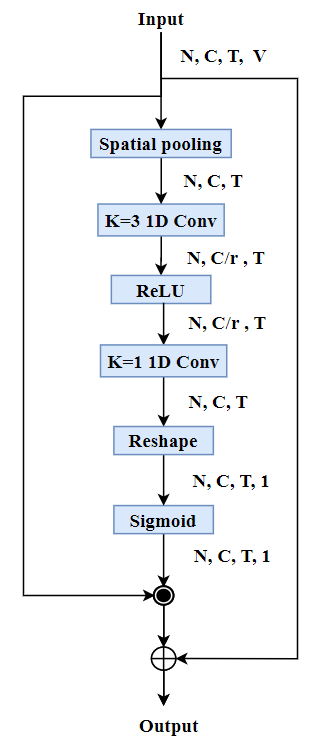 Input
N, C, T, V
Spatial pooling
N, C, T
K=3 1D Conv
N, C/r , T
ReLU
N, C/r , T
K=1 1D Conv
N, C, T
Reshape
N, C, T, 1
Sigmoid
N, C, T, 1
Output